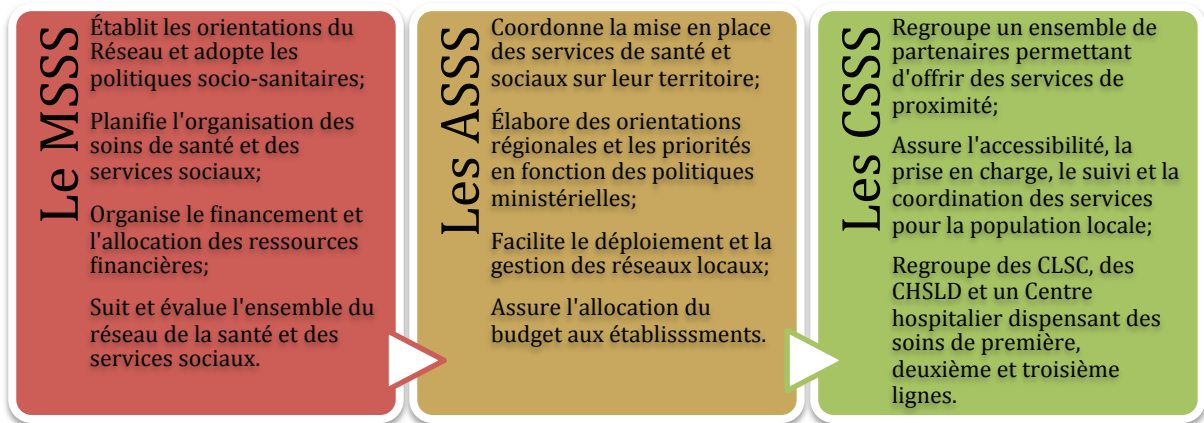 Le MSSS
Établit les orientations du
Réseau et adopte les
politiques socio-sanitaires;
Planifie l'organisation des
soins de santé et des
services sociaux;
Organise le financement et
l'allocation des ressources
financières;
Suit et évalue l'ensemble du
réseau de la santé et des
services sociaux.
Les ASSS
Coordonne la mise en place
des services de santé et
sociaux sur leur territoire;
Élabore des orientations
régionales et les priorités
en fonction des politiques
ministérielles;
Facilite le déploiement et la
gestion des réseaux locaux;
Assure l'allocation du
budget aux établisssments.
Les CSSS
Regroupe un ensemble de
partenaires permettant
d'offrir des services de
proximité;
Assure l'accessibilité, la
prise en charge, le suivi et la
coordination des services
pour la population locale;
Regroupe des CLSC, des
CHSLD et un Centre
hospitalier dispensant des
soins de première,
deuxième et troisième
lignes.